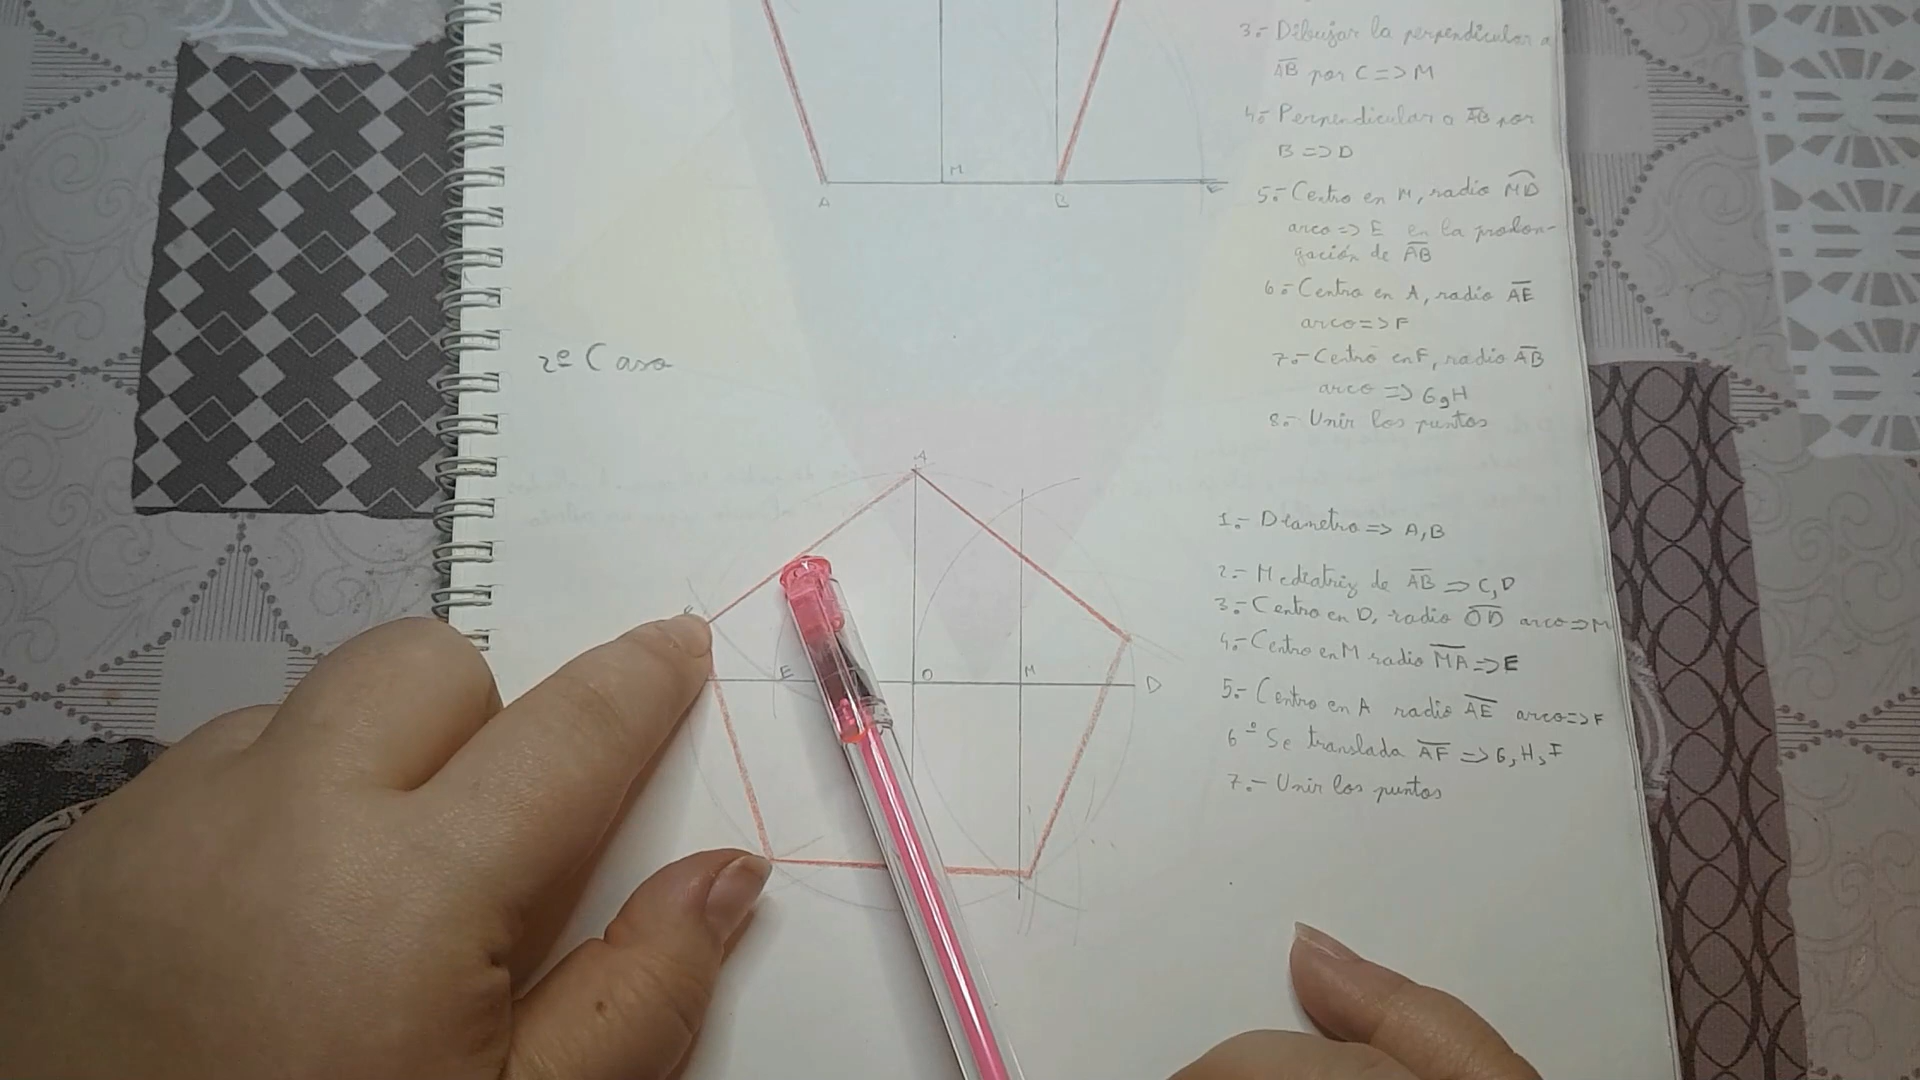 3.- Dibujar la perpendicular a
AB por C => M
4.- Perpendicular a AB por
B => D
5.- Centro en M, radio MD
arco => E en la prolon-
gación de AB
6.- Centro en A, radio AE
arco => F
7.- Centro en F, radio AB
arco => G y H
8.- Unir los puntos
M
A
B
E
2º Caso
A
E
O
M
D
1.- Diametro => A, B
2.- Mediatriz de AB => C, D
3.- Centro en D, radio OD arco => M
4.- Centro en M radio MA => E
5.- Centro en A radio AE arco => F
6º Se translada AF => G, H, I
7.- Unir los puntos